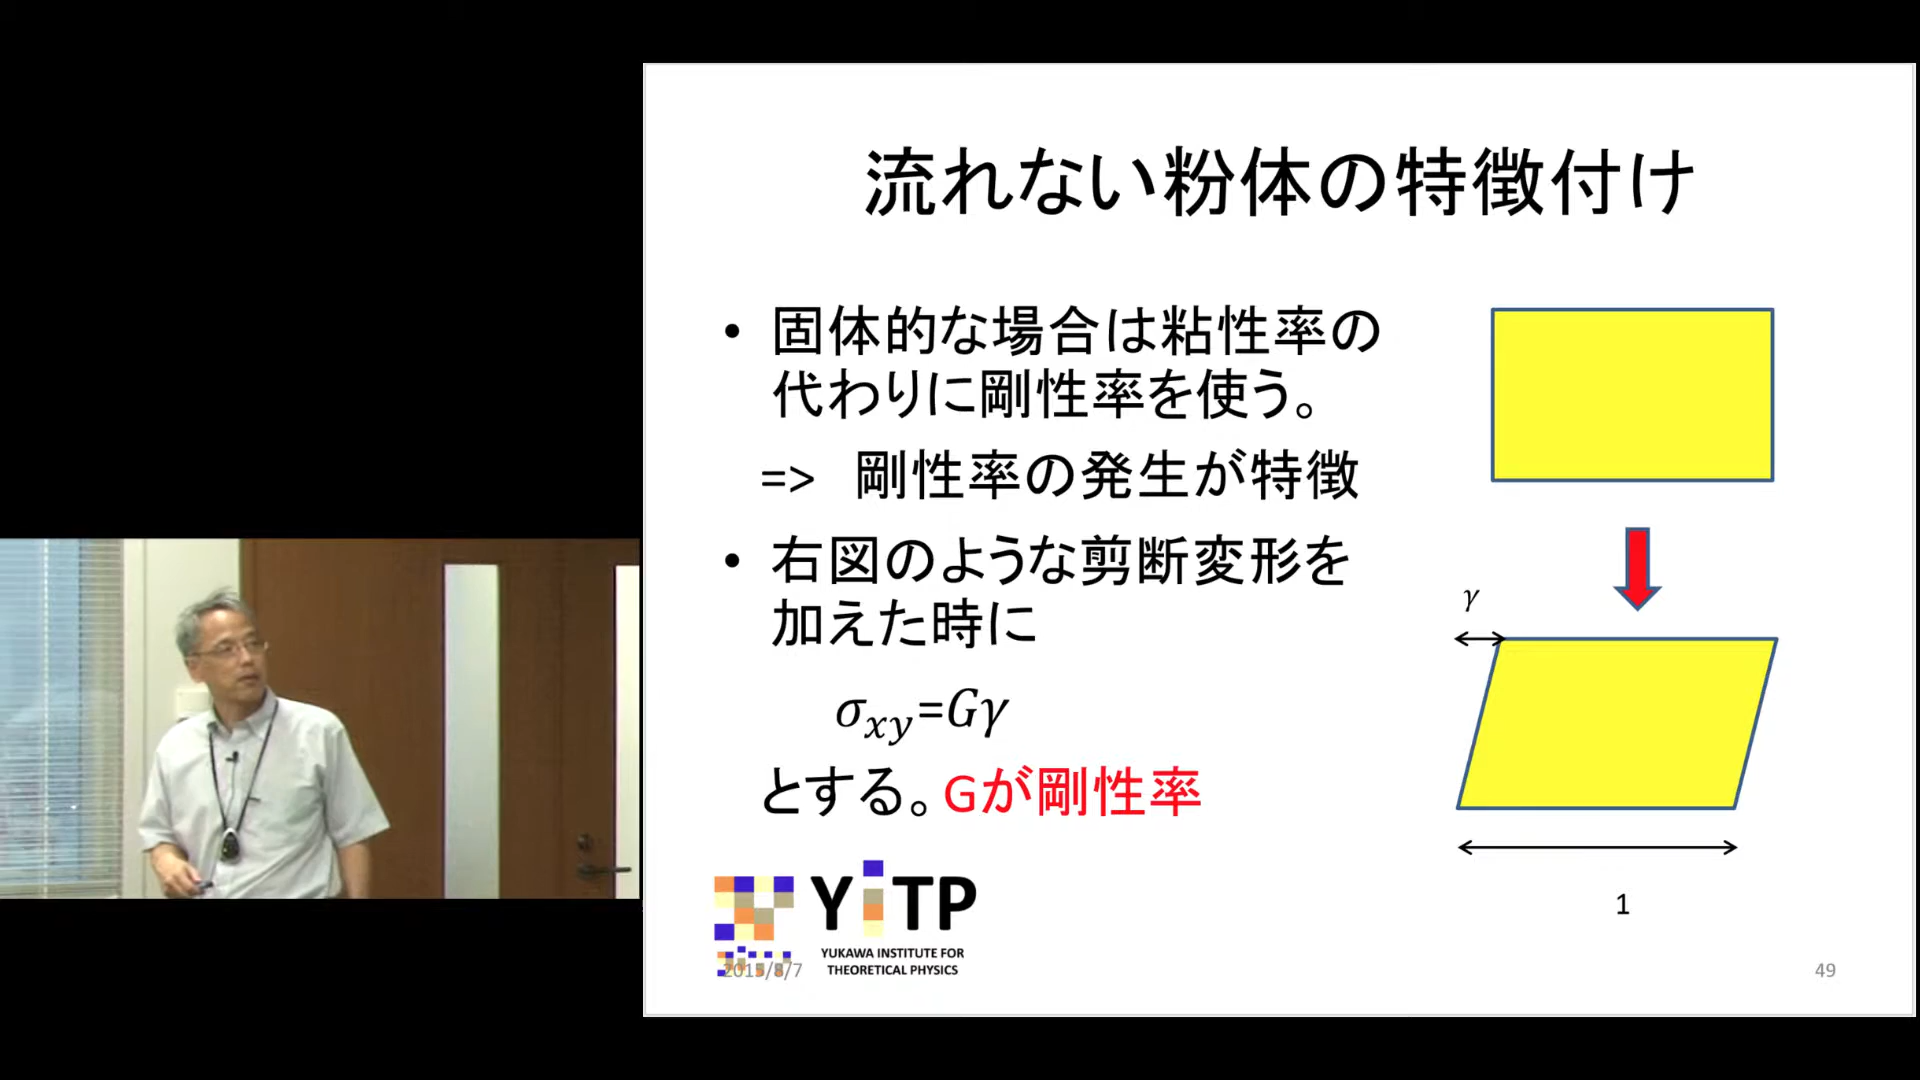 流れない粉体の特徴付け
• 固体的な場合は粘性率の
代わりに剛性率を使う。
=> 剛性率の発生が特徴
• 右図のような剪断変形を
加えた時に
σxy=Gγ
とする。Gが剛性率
γ
1
YiTP
YUKAWA INSTITUTE FOR
THEORETICAL PHYSICS
2015/8/7
49